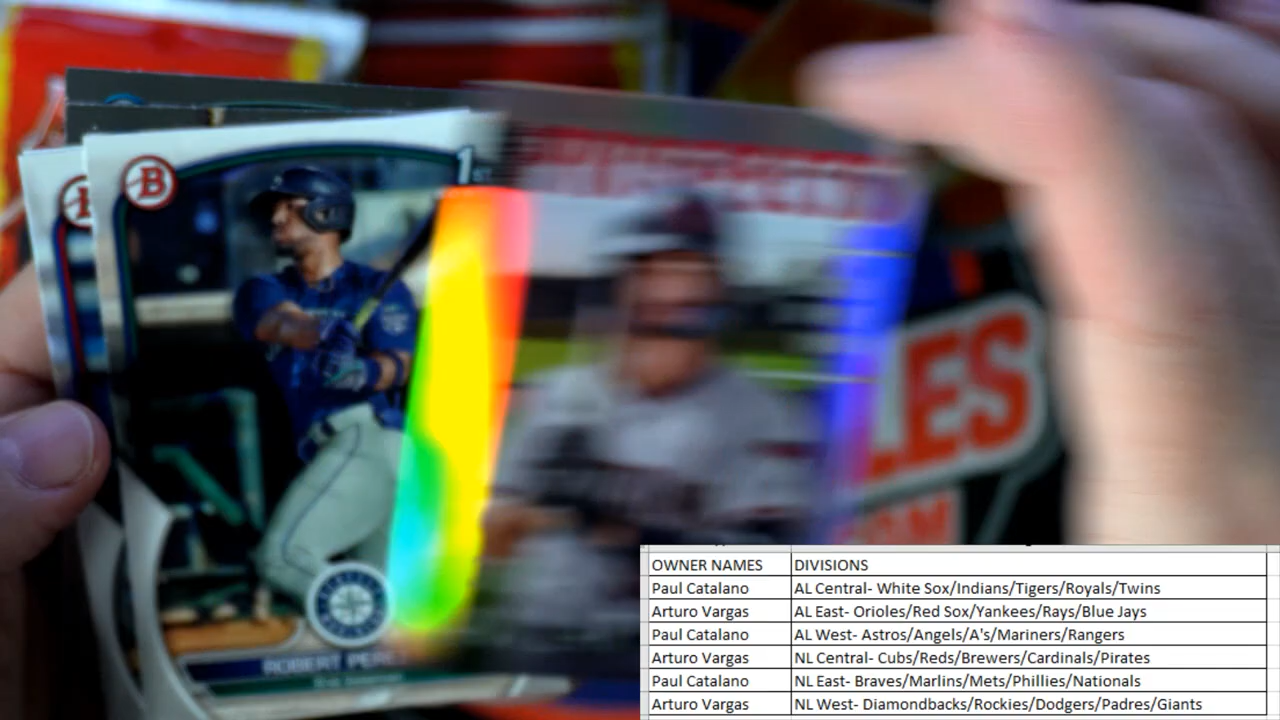 B
1ST
ROBERT PERE
LES
OWNER NAMES DIVISIONS
Paul Catalano AL Central- White Sox/Indians/Tigers/Royals/Twins
Arturo Vargas AL East- Orioles/Red Sox/Yankees/Rays/Blue Jays
Paul Catalano AL West- Astros/Angels/A's/Mariners/Rangers
Arturo Vargas NL Central- Cubs/Reds/Brewers/Cardinals/Pirates
Paul Catalano NL East- Braves/Marlins/Mets/Phillies/Nationals
Arturo Vargas NL West- Diamondbacks/Rockies/Dodgers/Padres/Giants